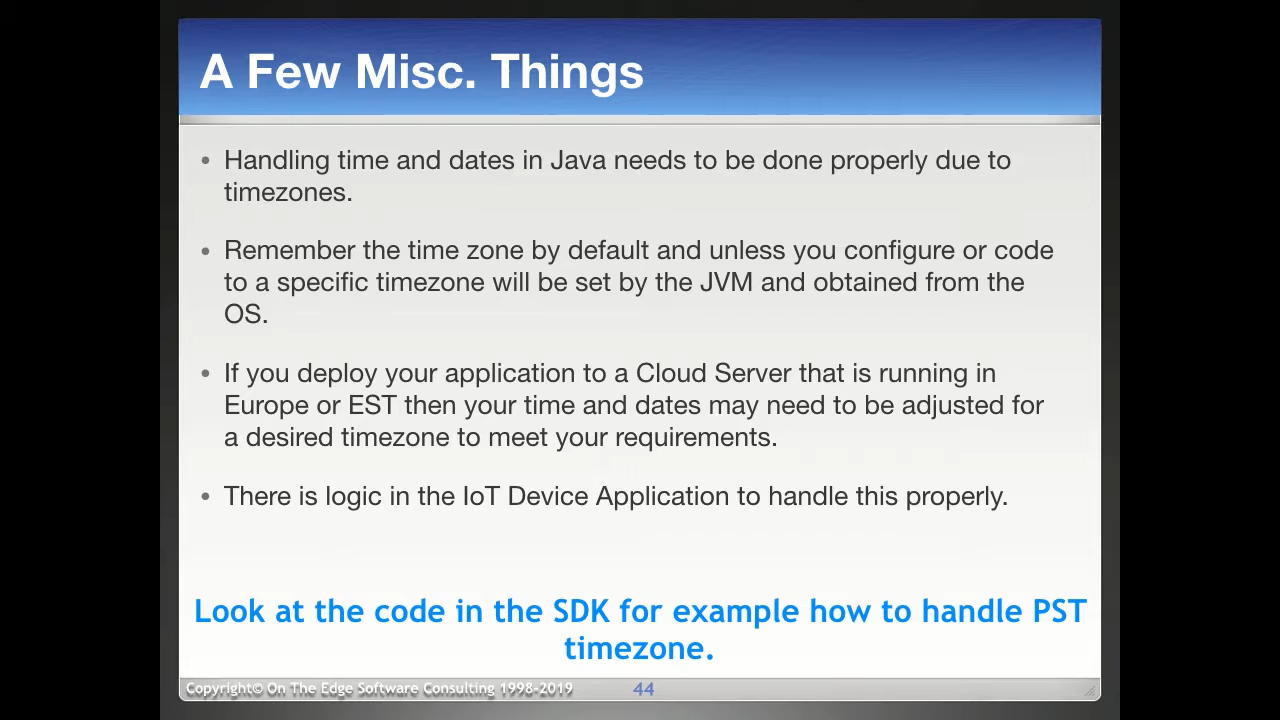 A Few Misc. Things
• Handling time and dates in Java needs to be done properly due to
timezones.
• Remember the time zone by default and unless you configure or code
to a specific timezone will be set by the JVM and obtained from the
OS.
• If you deploy your application to a Cloud Server that is running in
Europe or EST then your time and dates may need to be adjusted for
a desired timezone to meet your requirements.
• There is logic in the IoT Device Application to handle this properly.
Look at the code in the SDK for example how to handle PST
timezone.
Copyright© On The Edge Software Consulting 1998-2019 44